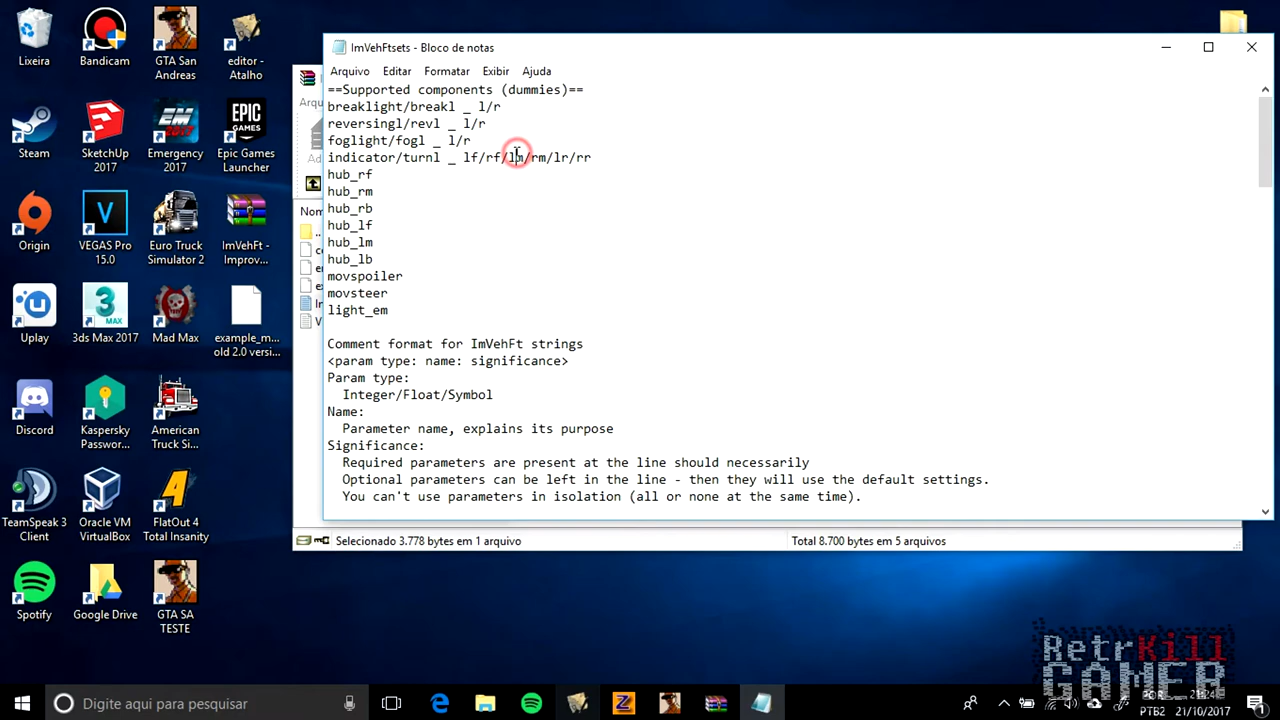 Lixeira
Bandicam
GTA San
Andreas
editor -
Atalho
Steam
SketchUp
2017
Emergency
2017
Epic Games
Launcher
Origin
VEGAS Pro
15.0
Euro Truck
Simulator 2
ImVehFt -
Improv...
Uplay
3ds Max 2017
Mad Max
example_m...
old 2.0 versi...
Discord
Kaspersky
Passwor...
American
Truck Si...
TeamSpeak 3
Client
Oracle VM
VirtualBox
FlatOut 4
Total Insanity
Spotify
Google Drive
GTA SA
TESTE
ImVehFtsets - Bloco de notas
Arquivo Editar Formatar Exibir Ajuda
==Supported components (dummies)==
breaklight/breakl _ l/r
reversingl/revl _ l/r
foglight/fogl _ l/r
indicator/turnl _ lf/rf/lm/rm/lr/rr
hub_rf
hub_rm
hub_rb
hub_lf
hub_lm
hub_lb
movspoiler
movsteer
light_em
Comment format for ImVehFt strings
<param type: name: significance>
Param type:
Integer/Float/Symbol
Name:
Parameter name, explains its purpose
Significance:
Required parameters are present at the line should necessarily
Optional parameters can be left in the line - then they will use the default settings.
You can't use parameters in isolation (all or none at the same time).
Selecionado 3.778 bytes em 1 arquivo
Total 8.700 bytes em 5 arquivos
RetrKill
GAMER
Digite aqui para pesquisar
PTB2
21/10/2017